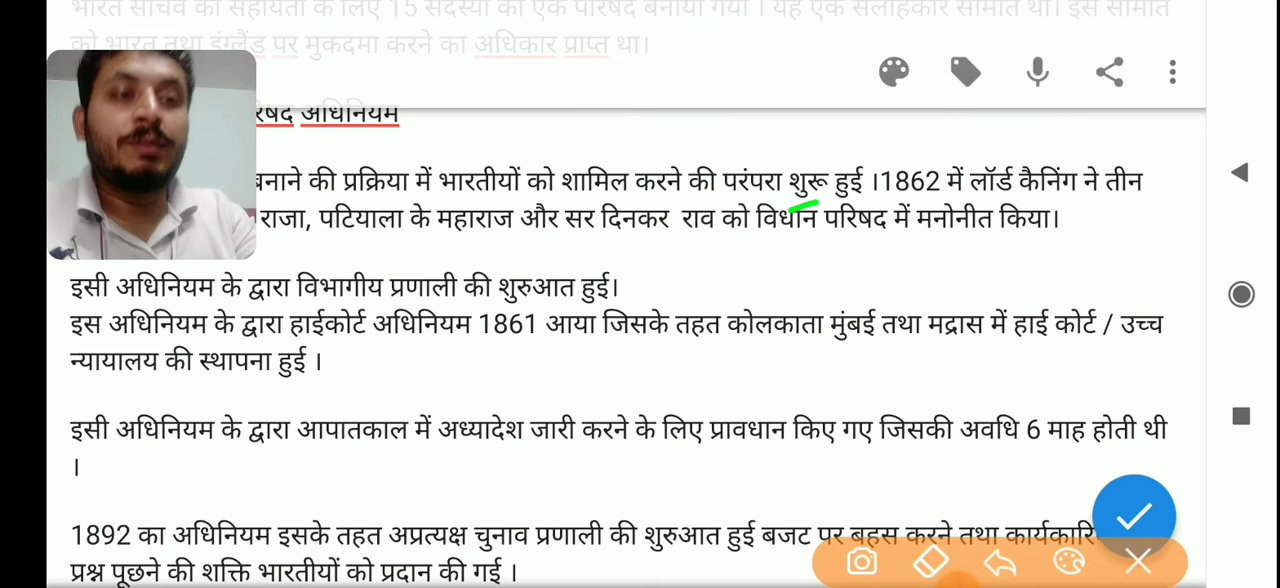 भारत सचिव की सहायता के लिए 15 सदस्यों की एक परिषद बनायी गयी । यह एक सलाहकार समिति थी। इस समिति
को भारत तथा इंग्लैंड पर मुकदमा करने का अधिकार प्राप्त था।
रिषद अधिनियम
बनाने की प्रक्रिया में भारतीयों को शामिल करने की परंपरा शुरू हुई ।1862 में लॉर्ड कैनिंग ने तीन
राजा, पटियाला के महाराज और सर दिनकर राव को विधान परिषद में मनोनीत किया।
इसी अधिनियम के द्वारा विभागीय प्रणाली की शुरुआत हुई।
इस अधिनियम के द्वारा हाईकोर्ट अधिनियम 1861 आया जिसके तहत कोलकाता मुंबई तथा मद्रास में हाई कोर्ट / उच्च
न्यायालय की स्थापना हुई ।
इसी अधिनियम के द्वारा आपातकाल में अध्यादेश जारी करने के लिए प्रावधान किए गए जिसकी अवधि 6 माह होती थी
।
1892 का अधिनियम इसके तहत अप्रत्यक्ष चुनाव प्रणाली की शुरुआत हुई बजट पर बहस करने तथा
प्रश्न पूछने की शक्ति भारतीयों को प्रदान की गई ।